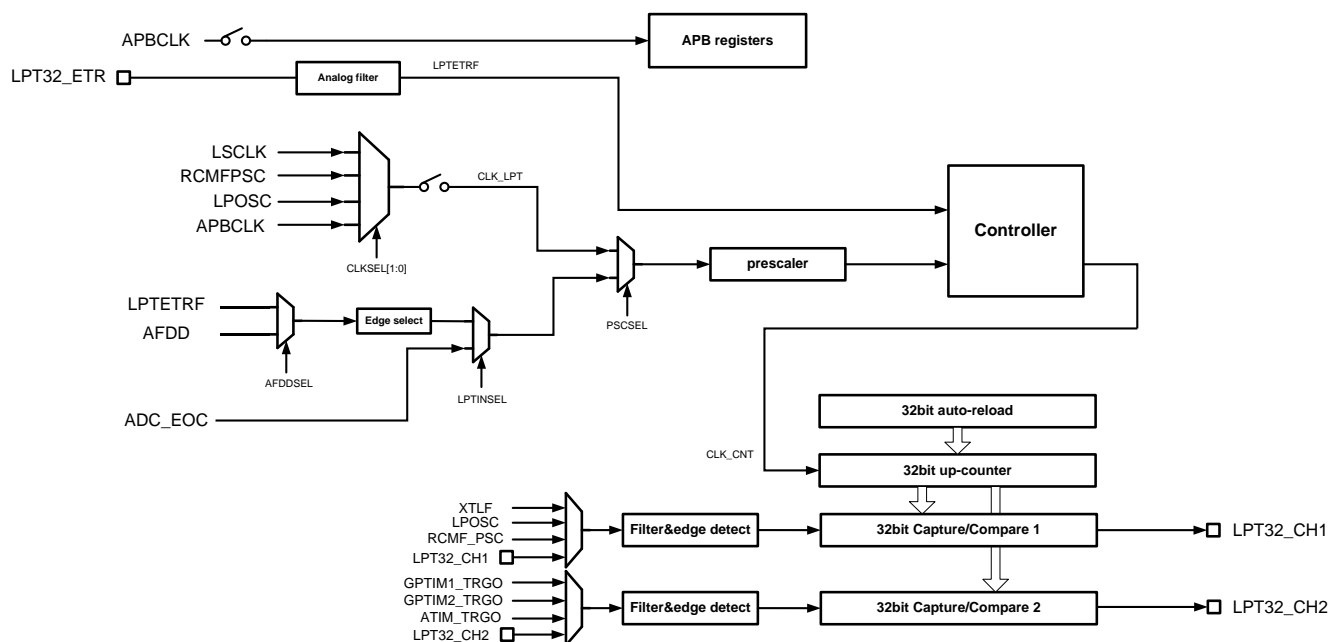 APBCLK
APB registers
LPT32_ETR
Analog filter
LPTETRF
LSCLK
RCMFPSC
LPOSC
APBCLK
CLK_LPT
CLKSEL[1:0]
Controller
prescaler
PSCSEL
LPTETRF
AFDD
Edge select
AFDDSEL
LPTINSEL
ADC_EOC
32bit auto-reload
CLK_CNT
32bit up-counter
XTLF
LPOSC
RCMF_PSC
LPT32_CH1
Filter&edge detect
32bit Capture/Compare 1
LPT32_CH1
GPTIM1_TRGO
GPTIM2_TRGO
ATIM_TRGO
LPT32_CH2
Filter&edge detect
32bit Capture/Compare 2
LPT32_CH2